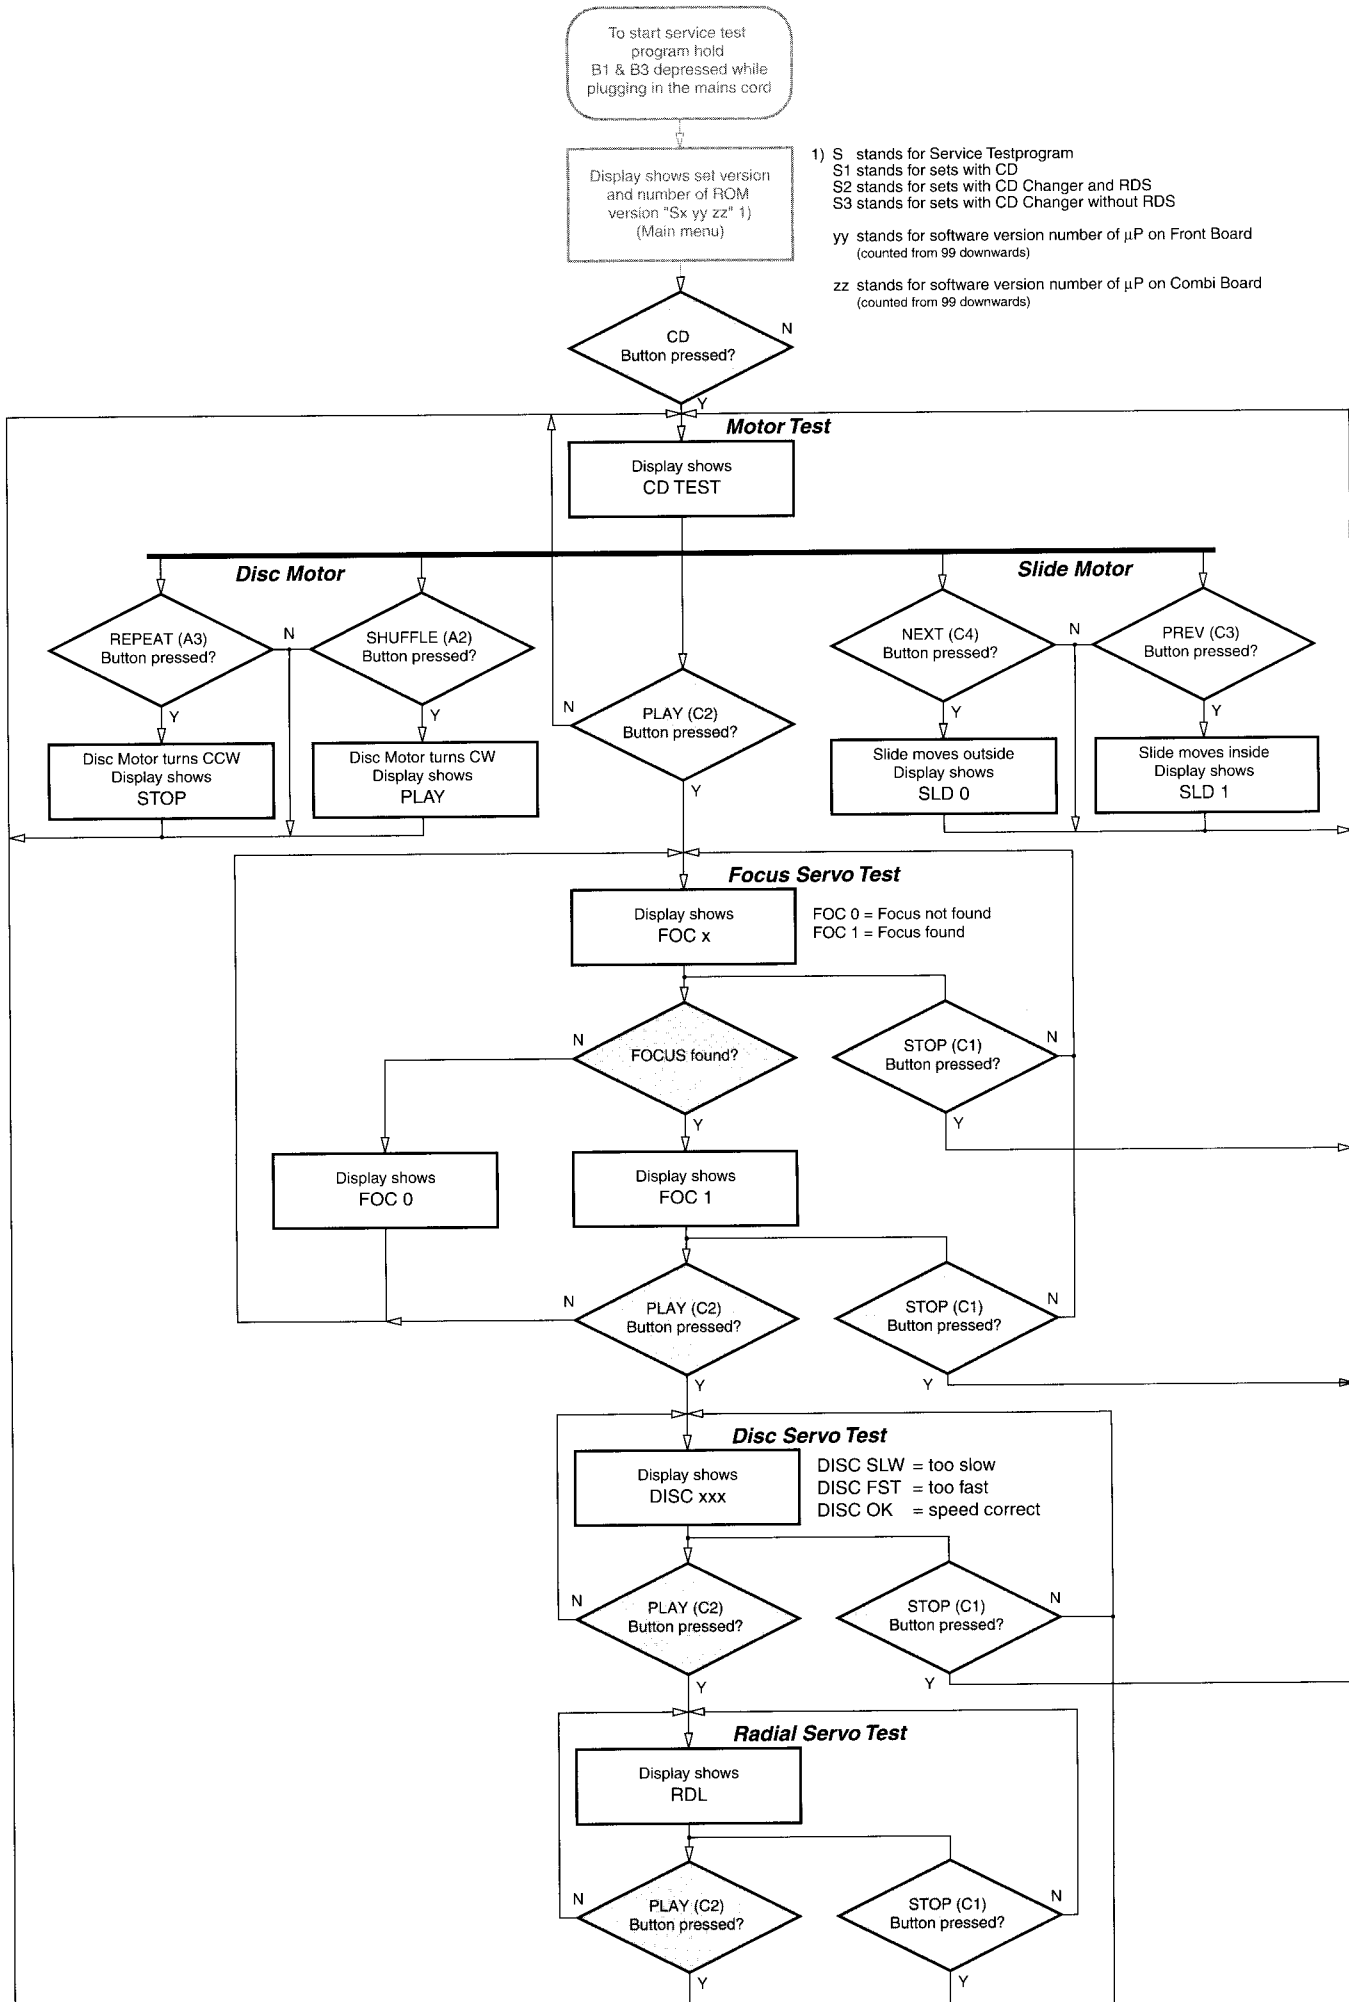 To start service test
program hold
B1 & B3 depressed while
plugging in the mains cord
Display shows set version
and number of ROM
version "Sx yy zz" 1)
(Main menu)
1) S stands for Service Testprogram
S1 stands for sets with CD
S2 stands for sets with CD Changer and RDS
S3 stands for sets with CD Changer without RDS
yy stands for software version number of µP on Front Board
(counted from 99 downwards)
zz stands for software version number of µP on Combi Board
(counted from 99 downwards)
CD
Button pressed?
N
Y
Motor Test
Display shows
CD TEST
Disc Motor
Slide Motor
REPEAT (A3)
Button pressed?
N
SHUFFLE (A2)
Button pressed?
NEXT (C4)
Button pressed?
N
PREV (C3)
Button pressed?
Y
Y
N
PLAY (C2)
Button pressed?
Y
Y
Y
Disc Motor turns CCW
Display shows
STOP
Disc Motor turns CW
Display shows
PLAY
Slide moves outside
Display shows
SLD 0
Slide moves inside
Display shows
SLD 1
Focus Servo Test
Display shows
FOC x
FOC 0 = Focus not found
FOC 1 = Focus found
N
FOCUS found?
Y
STOP (C1)
Button pressed?
N
Y
Display shows
FOC 0
Display shows
FOC 1
N
PLAY (C2)
Button pressed?
Y
STOP (C1)
Button pressed?
N
Y
Disc Servo Test
Display shows
DISC xxx
DISC SLW = too slow
DISC FST = too fast
DISC OK = speed correct
N
PLAY (C2)
Button pressed?
Y
STOP (C1)
Button pressed?
N
Y
Radial Servo Test
Display shows
RDL
N
PLAY (C2)
Button pressed?
Y
STOP (C1)
Button pressed?
N
Y